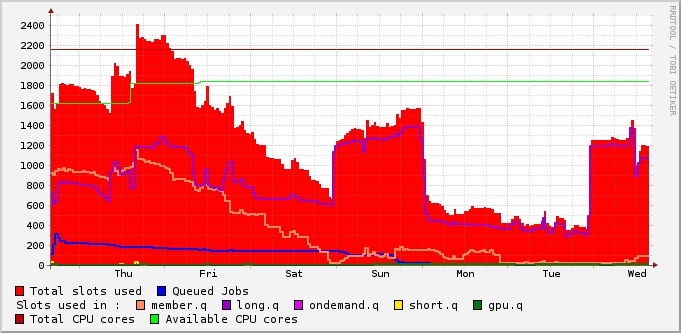 2400
2200
2000
1800
1600
1400
1200
1000
800
600
400
200
0
Thu Fri Sat Sun Mon Tue Wed
Total slots used Queued Jobs
Slots used in : member.q long.q ondemand.q short.q gpu.q
Total CPU cores Available CPU cores
RRDTOOL / TOBI OETIKER